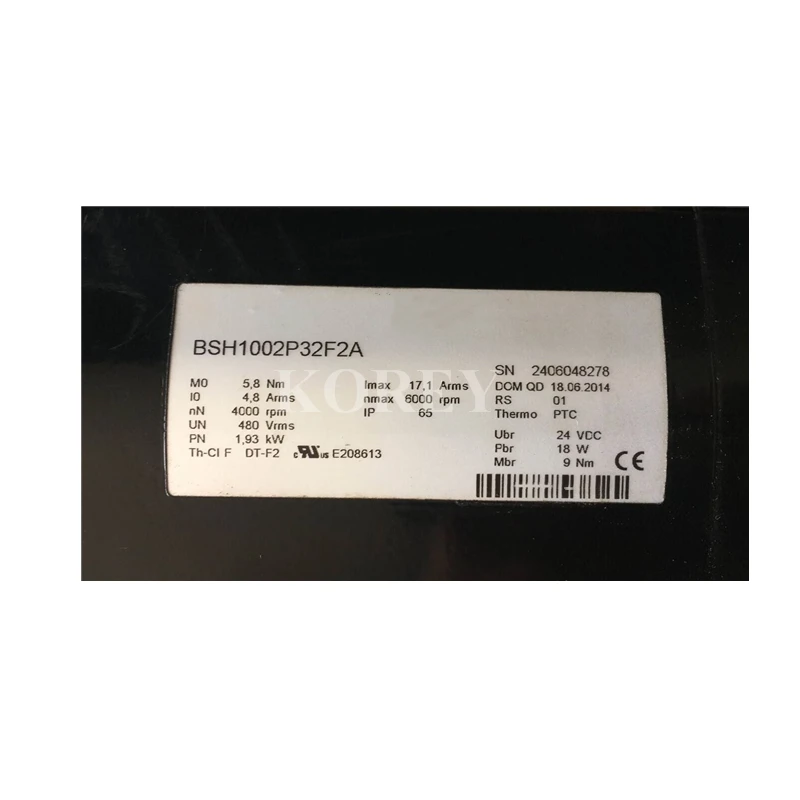 BSH1002P32F2A
SN 2406048278
M0 5,8 Nm Imax 17,1 Arms DOM QD 18.06.2014
I0 4,8 Arms nmax 6000 rpm RS 01
nN 4000 rpm IP 65 Thermo PTC
UN 480 Vrms Ubr 24 VDC
PN 1,93 kW Pbr 18 W
Th-Cl F DT-F2 c RU us E208613 Mbr 9 Nm CE
KOREY